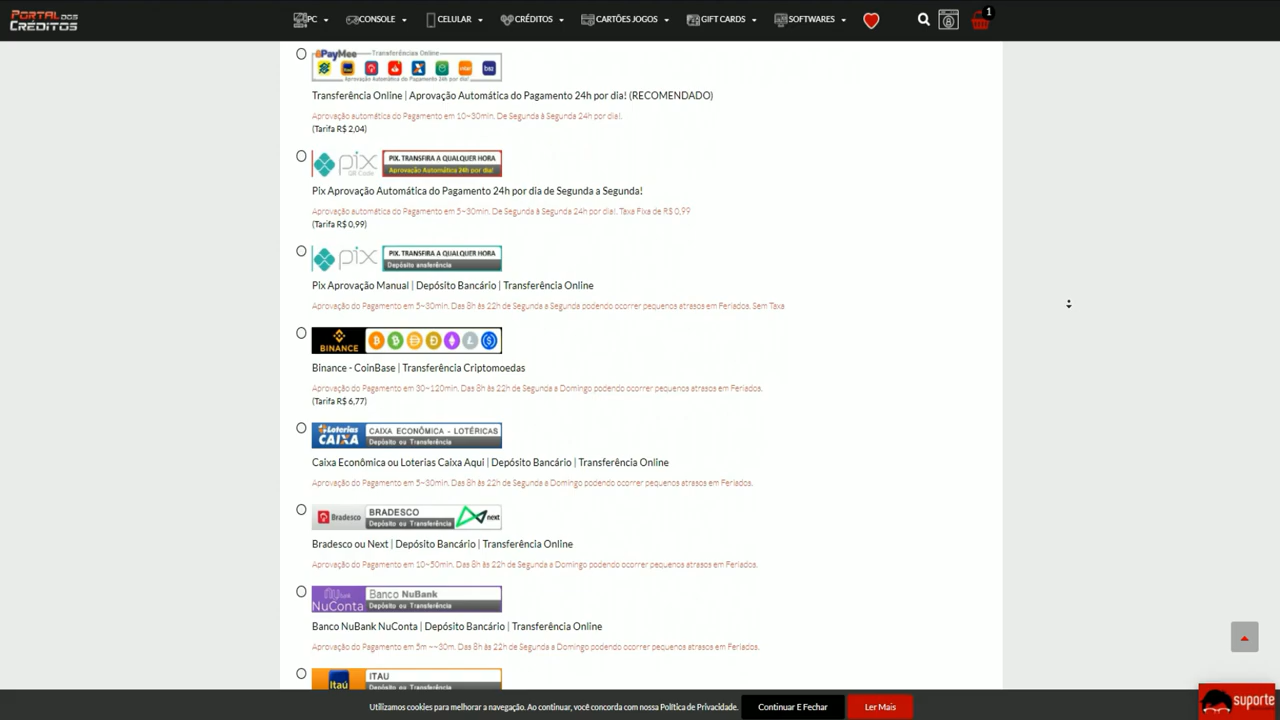 PORTAL DOS CRÉDITOS
PC CONSOLE CELULAR CRÉDITOS CARTÕES JOGOS GIFT CARDS SOFTWARES 1
PayMee Transferências Online
Aprovação Automática do Pagamento 24h por dia!
Transferência Online | Aprovação Automática do Pagamento 24h por dia! (RECOMENDADO)
Aprovação automática do Pagamento em 10~30min. De Segunda à Segunda 24h por dia!.
(Tarifa R$ 2,04)
pix QR Code PIX. TRANSFIRA A QUALQUER HORA
Aprovação Automática 24h por dia!
Pix Aprovação Automática do Pagamento 24h por dia de Segunda a Segunda!
Aprovação automática do Pagamento em 5~30min. De Segunda à Segunda 24h por dia!. Taxa Fixa de R$ 0,99
(Tarifa R$ 0,99)
pix PIX. TRANSFIRA A QUALQUER HORA
Pix Aprovação Manual | Depósito Bancário | Transferência Online
Aprovação do Pagamento em 5~30min. Das 8h às 22h de Segunda a Segunda podendo ocorrer pequenos atrasos em Feriados. Sem Taxa
BINANCE
Binance - CoinBase | Transferência Criptomoedas
Aprovação do Pagamento em 30~120min. Das 8h às 22h de Segunda a Domingo podendo ocorrer pequenos atrasos em Feriados.
(Tarifa R$ 6,77)
Loterias CAIXA CAIXA ECONÔMICA - LOTÉRICAS
Depósito ou Transferência
Caixa Econômica ou Loterias Caixa Aqui | Depósito Bancário | Transferência Online
Aprovação do Pagamento em 5~30min. Das 8h às 22h de Segunda a Domingo podendo ocorrer pequenos atrasos em Feriados.
Bradesco BRADESCO next
Depósito ou Transferência
Bradesco ou Next | Depósito Bancário | Transferência Online
Aprovação do Pagamento em 10~50min. Das 8h às 22h de Segunda a Domingo podendo ocorrer pequenos atrasos em Feriados.
NuConta Banco NuBank
Depósito ou Transferência
Banco NuBank NuConta | Depósito Bancário | Transferência Online
Aprovação do Pagamento em 5m ~~30m. Das 8h às 22h de Segunda a Domingo podendo ocorrer pequenos atrasos em Feriados.
Itaú ITAU
Utilizamos cookies para melhorar a navegação. Ao continuar, você concorda com nossa Política de Privacidade. Continuar E Fechar Ler Mais
suporte